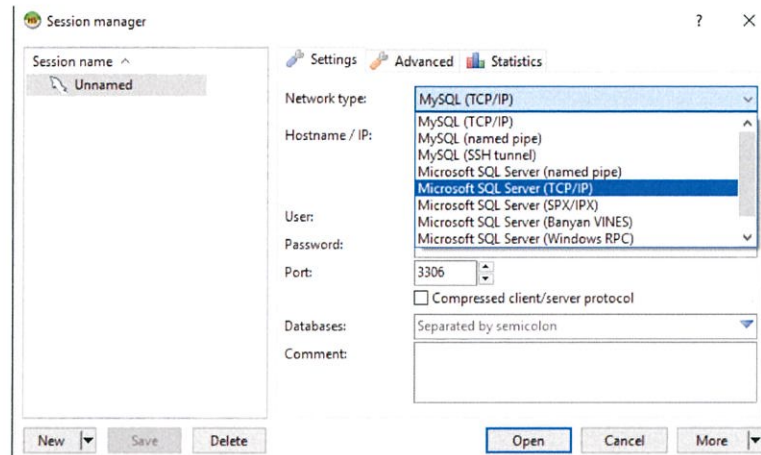 Session manager
? ×
Session name
Unnamed
Settings Advanced Statistics
Network type: MySQL (TCP/IP)
MySQL (TCP/IP)
MySQL (named pipe)
MySQL (SSH tunnel)
Microsoft SQL Server (named pipe)
Microsoft SQL Server (TCP/IP)
Microsoft SQL Server (SPX/IPX)
Microsoft SQL Server (Banyan VINES)
Microsoft SQL Server (Windows RPC)
Hostname / IP:
User:
Password:
Port: 3306
Compressed client/server protocol
Databases: Separated by semicolon
Comment:
New Save Delete Open Cancel More